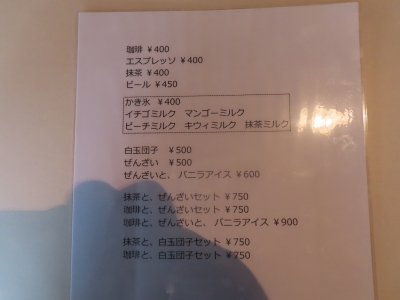 珈琲 ¥400
エスプレッソ ¥400
抹茶 ¥400
ビール ¥450
かき氷 ¥400
イチゴミルク マンゴーミルク
ピーチミルク キウィミルク 抹茶ミルク
白玉団子 ¥500
ぜんざい ¥500
ぜんざいと、バニラアイス ¥600
抹茶と、ぜんざいセット ¥750
珈琲と、ぜんざいセット ¥750
珈琲と、ぜんざいと、バニラアイス ¥900
抹茶と、白玉団子セット ¥750
珈琲と、白玉団子セット ¥750